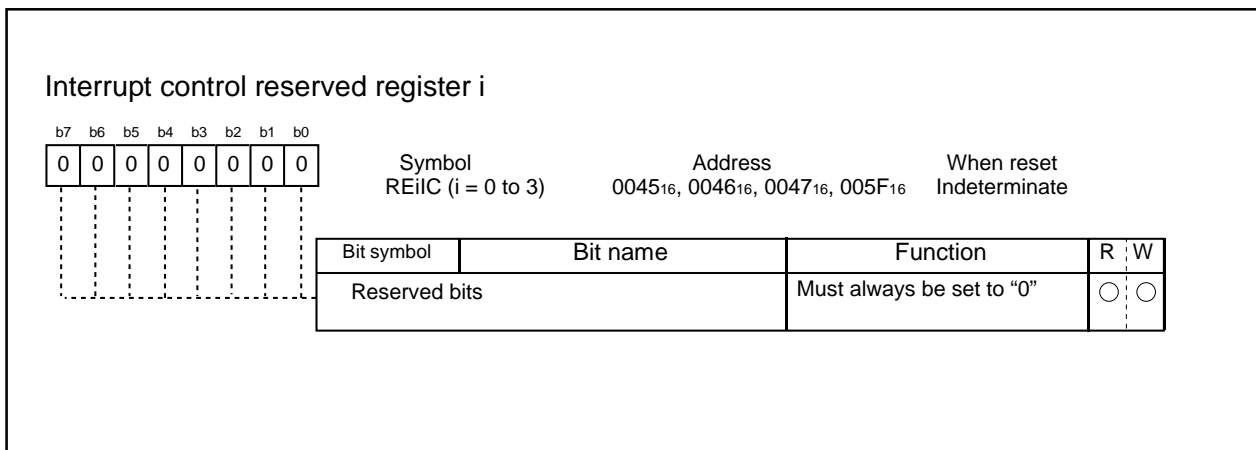 Interrupt control reserved register i
b7 b6 b5 b4 b3 b2 b1 b0
0 0 0 0 0 0 0 0
Symbol Address When reset
REiIC (i = 0 to 3) 004516, 004616, 004716, 005F16 Indeterminate
Bit symbol Bit name Function R W
Reserved bits Must always be set to “0” ○ ○